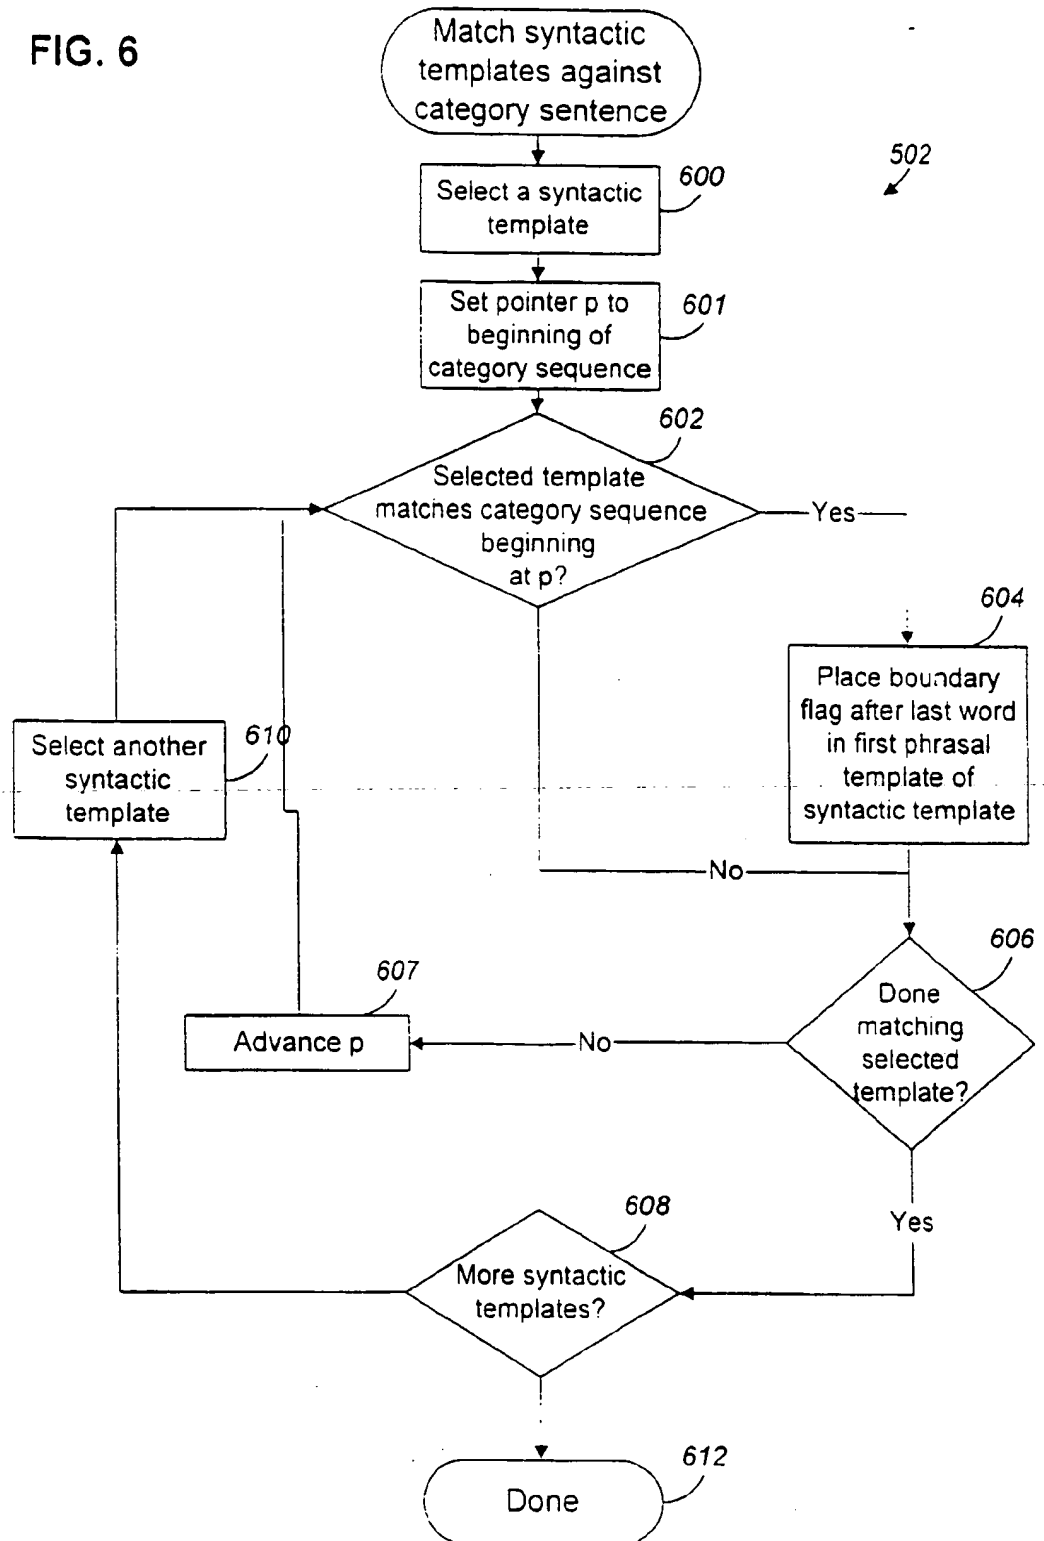 FIG. 6
Match syntactic
templates against
category sentence
502
600
Select a syntactic
template
601
Set pointer p to
beginning of
category sequence
602
Selected template
matches category sequence
beginning
at p?
Yes
604
Place boundary
flag after last word
in first phrasal
template of
syntactic template
610
Select another
syntactic
template
No
606
Done
matching
selected
template?
607
Advance p
No
Yes
608
More syntactic
templates?
612
Done